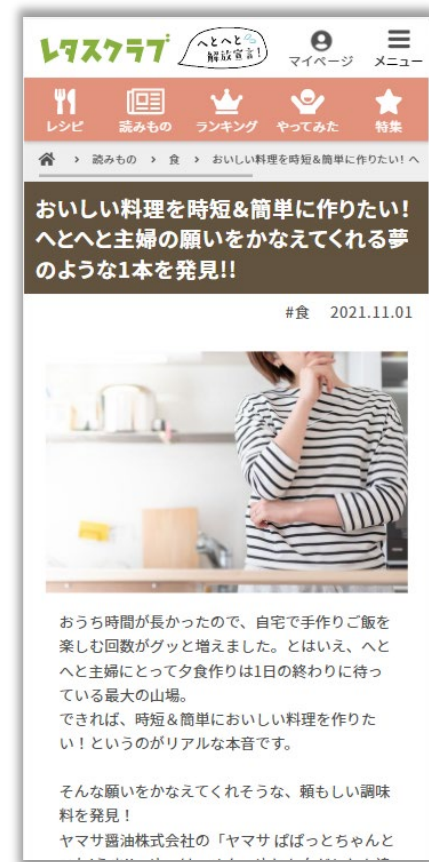 レタスクラブ
へとへと
解放宣言!
マイページ
メニュー
レシピ
読みもの
ランキング
やってみた
特集
> 読みもの > 食 > おいしい料理を時短&簡単に作りたい! へ
おいしい料理を時短&簡単に作りたい!
へとへと主婦の願いをかなえてくれる夢
のような1本を発見!!
#食 2021.11.01
おうち時間が長かったので、自宅で手作りご飯を
楽しむ回数がグッと増えました。とはいえ、へと
へと主婦にとって夕食作りは1日の終わりに待っ
ている最大の山場。
できれば、時短&簡単においしい料理を作りた
い!というのがリアルな本音です。
そんな願いをかなえてくれそうな、頼もしい調味
料を発見!
ヤマサ醤油株式会社の「ヤマサ ぱぱっとちゃんと